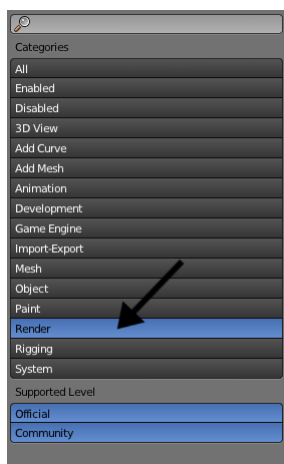 Categories
All
Enabled
Disabled
3D View
Add Curve
Add Mesh
Animation
Development
Game Engine
Import-Export
Mesh
Object
Paint
Render
Rigging
System
Supported Level
Official
Community